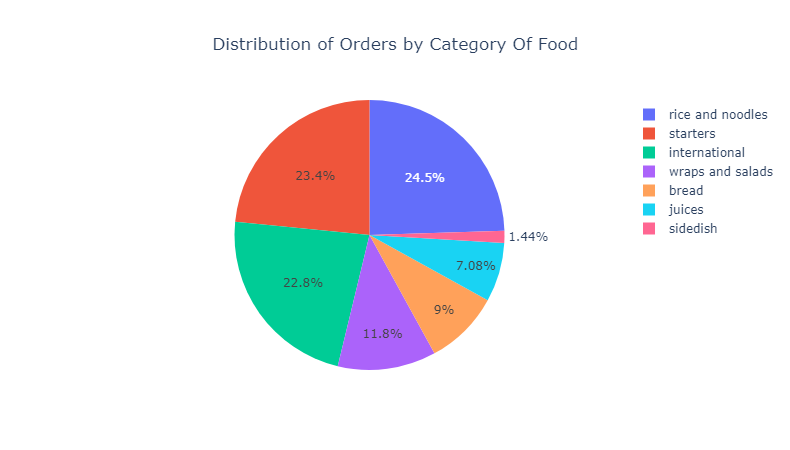 Distribution of Orders by Category Of Food
24.5%
23.4%
22.8%
11.8%
9%
7.08%
1.44%
rice and noodles
starters
international
wraps and salads
bread
juices
sidedish